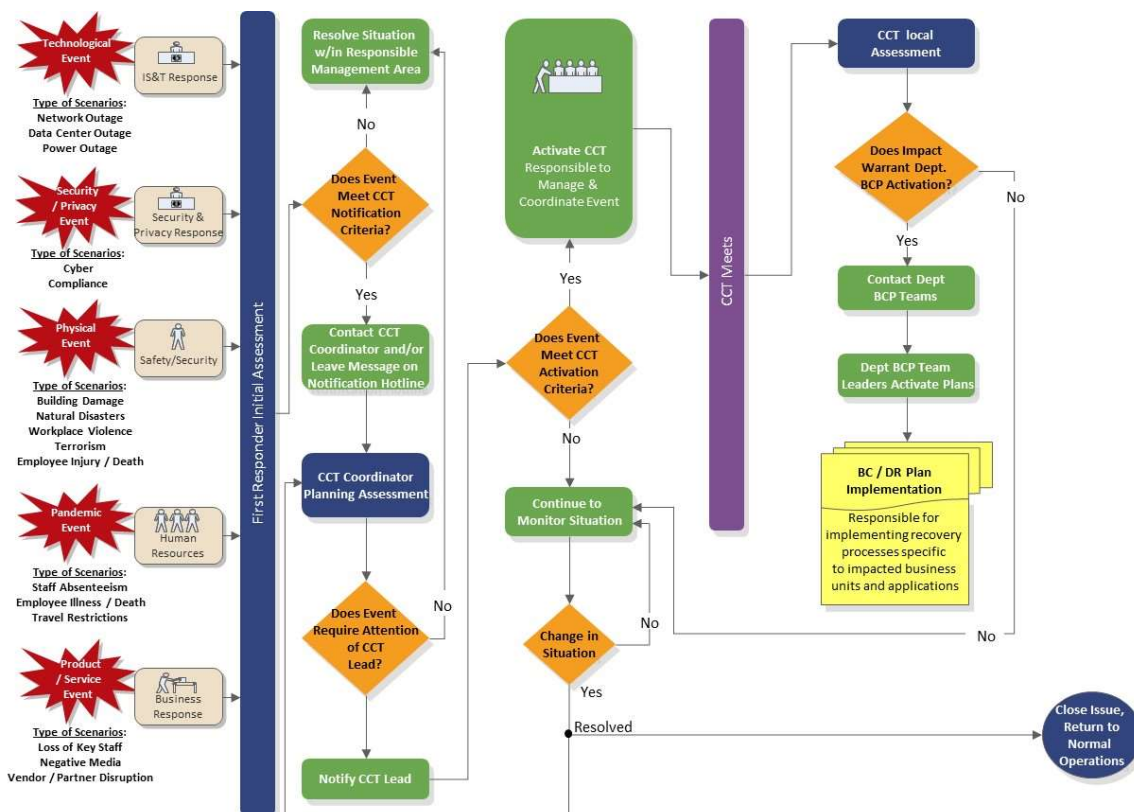 Technological
Event
IS&T Response
Type of Scenarios:
Network Outage
Data Center Outage
Power Outage
Security
/ Privacy
Event
Security &
Privacy Response
Type of Scenarios:
Cyber
Compliance
Physical
Event
Safety/Security
Type of Scenarios:
Building Damage
Natural Disasters
Workplace Violence
Terrorism
Employee Injury / Death
Pandemic
Event
Human
Resources
Type of Scenarios:
Staff Absenteeism
Employee Illness / Death
Travel Restrictions
Product
/ Service
Event
Business
Response
Type of Scenarios:
Loss of Key Staff
Negative Media
Vendor / Partner Disruption
First Responder Initial Assessment
Resolve Situation
w/in Responsible
Management Area
No
Does Event
Meet CCT
Notification
Criteria?
Yes
Contact CCT
Coordinator and/or
Leave Message on
Notification Hotline
CCT Coordinator
Planning Assessment
Does Event
Require Attention
of CCT
Lead?
No
Notify CCT Lead
Activate CCT
Responsible to
Manage &
Coordinate Event
Yes
Does Event
Meet CCT
Activation
Criteria?
No
Continue to
Monitor Situation
Change in
Situation
No
Yes
Resolved
CCT Meets
CCT local
Assessment
Does Impact
Warrant Dept.
BCP Activation?
No
Yes
Contact Dept
BCP Teams
Dept BCP Team
Leaders Activate Plans
BC / DR Plan
Implementation
Responsible for
implementing recovery
processes specific
to impacted business
units and applications
No
Close Issue,
Return to
Normal
Operations